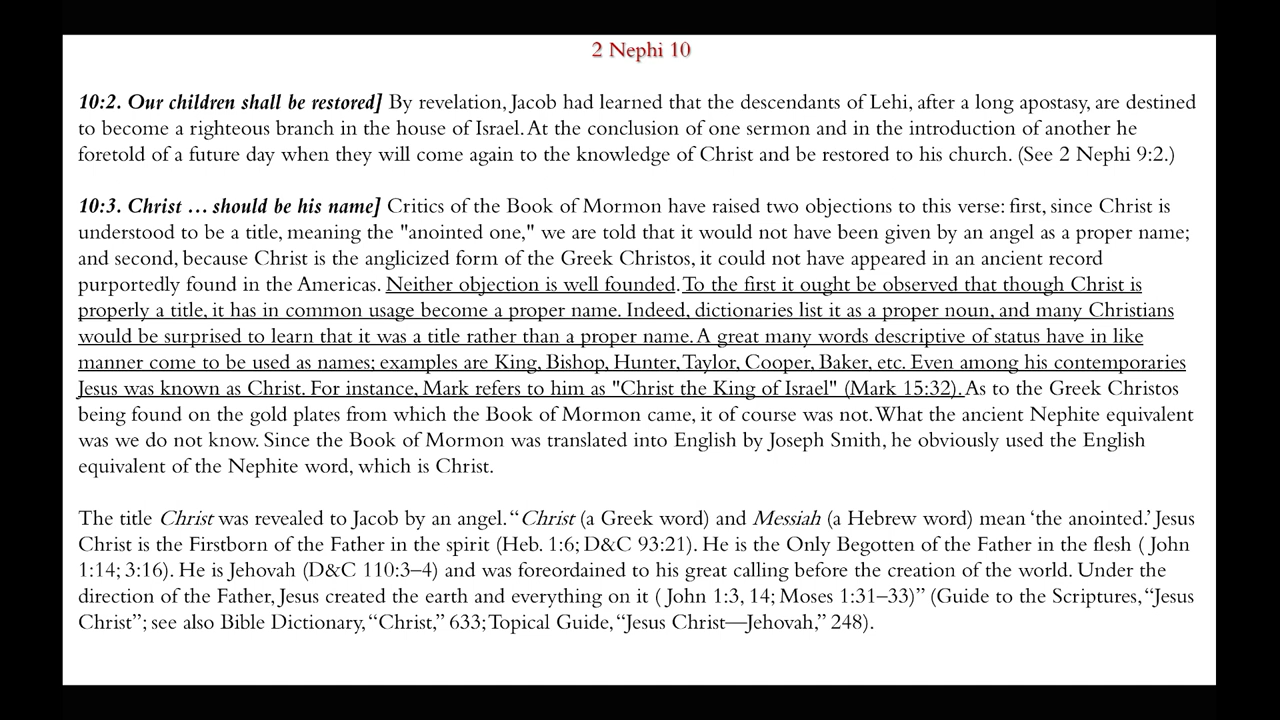 2 Nephi 10
10:2. Our children shall be restored] By revelation, Jacob had learned that the descendants of Lehi, after a long apostasy, are destined
to become a righteous branch in the house of Israel. At the conclusion of one sermon and in the introduction of another he
foretold of a future day when they will come again to the knowledge of Christ and be restored to his church. (See 2 Nephi 9:2.)
10:3. Christ … should be his name] Critics of the Book of Mormon have raised two objections to this verse: first, since Christ is
understood to be a title, meaning the "anointed one," we are told that it would not have been given by an angel as a proper name;
and second, because Christ is the anglicized form of the Greek Christos, it could not have appeared in an ancient record
purportedly found in the Americas. Neither objection is well founded. To the first it ought be observed that though Christ is
properly a title, it has in common usage become a proper name. Indeed, dictionaries list it as a proper noun, and many Christians
would be surprised to learn that it was a title rather than a proper name. A great many words descriptive of status have in like
manner come to be used as names; examples are King, Bishop, Hunter, Taylor, Cooper, Baker, etc. Even among his contemporaries
Jesus was known as Christ. For instance, Mark refers to him as "Christ the King of Israel" (Mark 15:32). As to the Greek Christos
being found on the gold plates from which the Book of Mormon came, it of course was not. What the ancient Nephite equivalent
was we do not know. Since the Book of Mormon was translated into English by Joseph Smith, he obviously used the English
equivalent of the Nephite word, which is Christ.
The title Christ was revealed to Jacob by an angel. “Christ (a Greek word) and Messiah (a Hebrew word) mean ‘the anointed.’ Jesus
Christ is the Firstborn of the Father in the spirit (Heb. 1:6; D&C 93:21). He is the Only Begotten of the Father in the flesh ( John
1:14; 3:16). He is Jehovah (D&C 110:3–4) and was foreordained to his great calling before the creation of the world. Under the
direction of the Father, Jesus created the earth and everything on it ( John 1:3, 14; Moses 1:31–33)” (Guide to the Scriptures, “Jesus
Christ”; see also Bible Dictionary, “Christ,” 633; Topical Guide, “Jesus Christ—Jehovah,” 248).